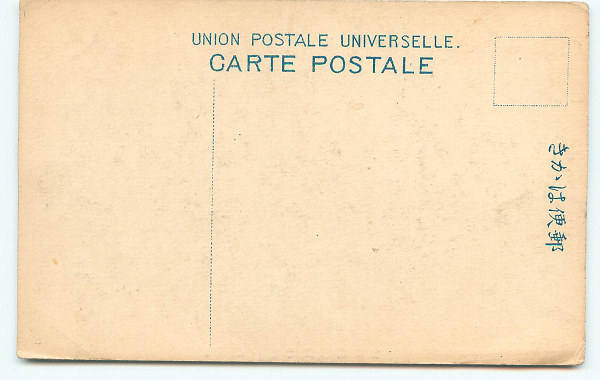 UNION POSTALE UNIVERSELLE.
CARTE POSTALE
郵便はかき